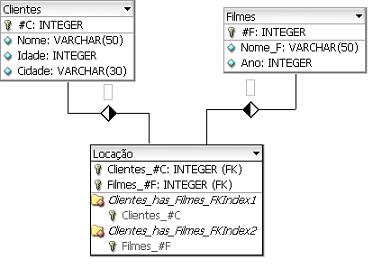 Clientes
#C: INTEGER
Nome: VARCHAR(50)
Idade: INTEGER
Cidade: VARCHAR(30)
Filmes
#F: INTEGER
Nome_F: VARCHAR(50)
Ano: INTEGER
Locação
Clientes_#C: INTEGER (FK)
Filmes_#F: INTEGER (FK)
Clientes_has_Filmes_FKIndex1
Clientes_#C
Clientes_has_Filmes_FKIndex2
Filmes_#F